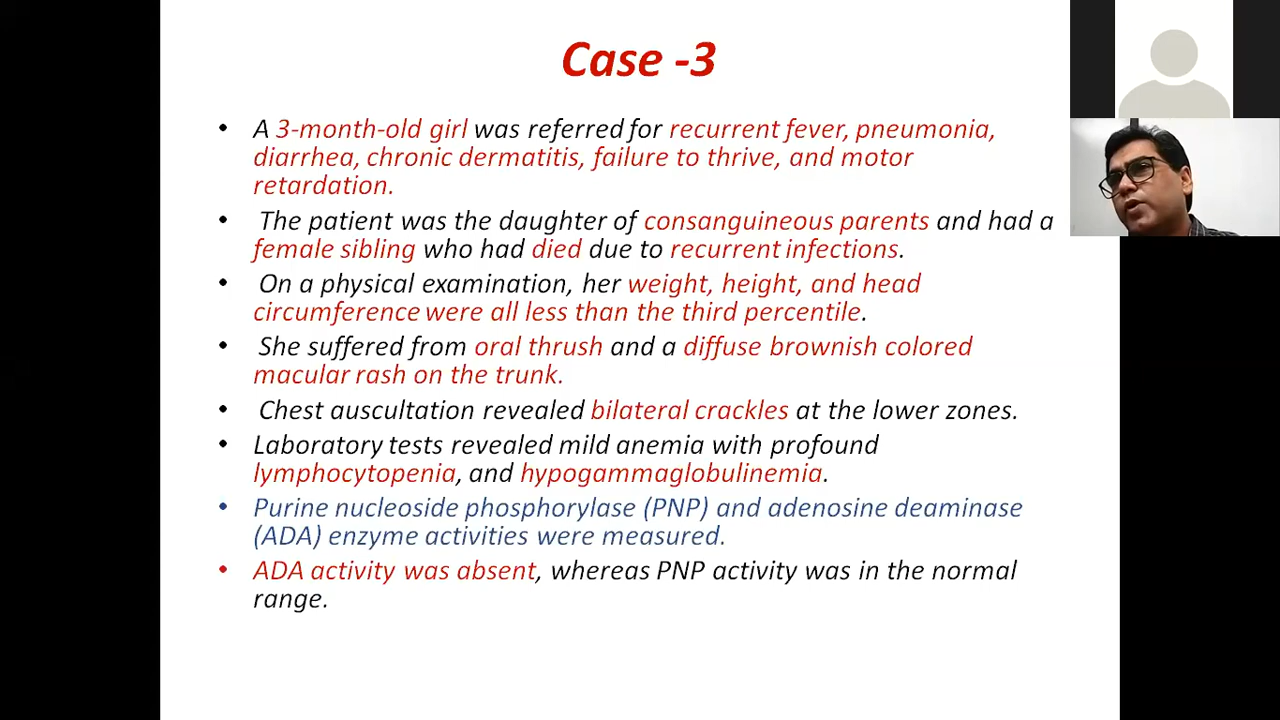 Case -3
• A 3-month-old girl was referred for recurrent fever, pneumonia,
diarrhea, chronic dermatitis, failure to thrive, and motor
retardation.
• The patient was the daughter of consanguineous parents and had a
female sibling who had died due to recurrent infections.
• On a physical examination, her weight, height, and head
circumference were all less than the third percentile.
• She suffered from oral thrush and a diffuse brownish colored
macular rash on the trunk.
• Chest auscultation revealed bilateral crackles at the lower zones.
• Laboratory tests revealed mild anemia with profound
lymphocytopenia, and hypogammaglobulinemia.
• Purine nucleoside phosphorylase (PNP) and adenosine deaminase
(ADA) enzyme activities were measured.
• ADA activity was absent, whereas PNP activity was in the normal
range.